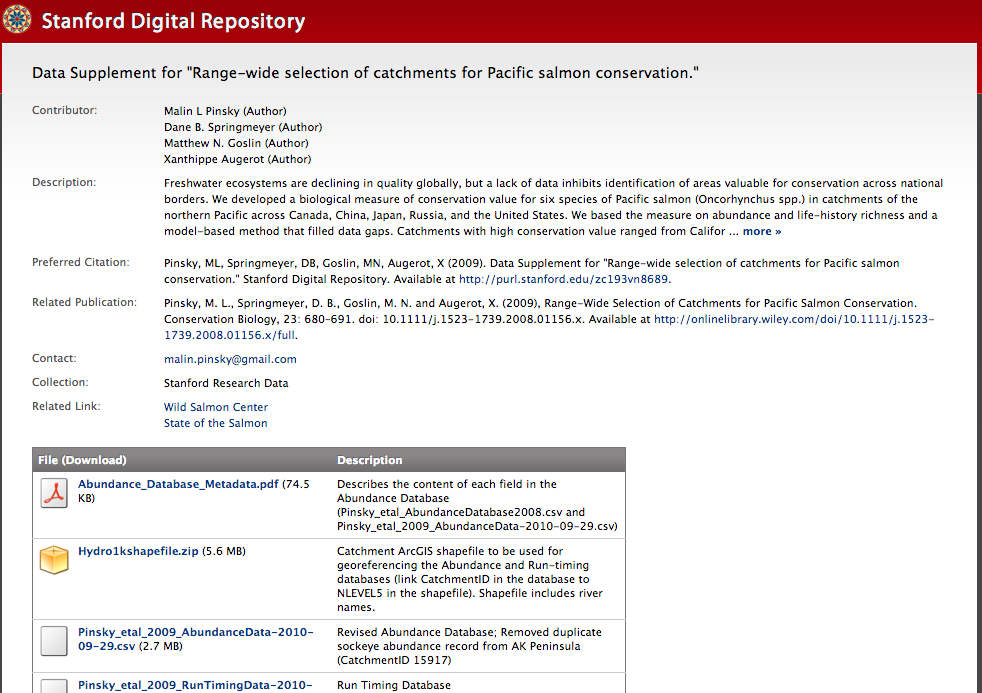 Stanford Digital Repository
Data Supplement for "Range-wide selection of catchments for Pacific salmon conservation."
Contributor:
Malin L Pinsky (Author)
Dane B. Springmeyer (Author)
Matthew N. Goslin (Author)
Xanthippe Augerot (Author)
Description:
Freshwater ecosystems are declining in quality globally, but a lack of data inhibits identification of areas valuable for conservation across national
borders. We developed a biological measure of conservation value for six species of Pacific salmon (Oncorhynchus spp.) in catchments of the
northern Pacific across Canada, China, Japan, Russia, and the United States. We based the measure on abundance and life-history richness and a
model-based method that filled data gaps. Catchments with high conservation value ranged from Califor ... more »
Preferred Citation:
Pinsky, ML, Springmeyer, DB, Goslin, MN, Augerot, X (2009). Data Supplement for "Range-wide selection of catchments for Pacific salmon
conservation." Stanford Digital Repository. Available at http://purl.stanford.edu/zc193vn8689.
Related Publication:
Pinsky, M. L., Springmeyer, D. B., Goslin, M. N. and Augerot, X. (2009), Range-Wide Selection of Catchments for Pacific Salmon Conservation.
Conservation Biology, 23: 680-691. doi: 10.1111/j.1523-1739.2008.01156.x. Available at http://onlinelibrary.wiley.com/doi/10.1111/j.1523-
1739.2008.01156.x/full.
Contact:
malin.pinsky@gmail.com
Collection:
Stanford Research Data
Related Link:
Wild Salmon Center
State of the Salmon
File (Download)
Description
Abundance_Database_Metadata.pdf (74.5
KB)
Describes the content of each field in the
Abundance Database
(Pinsky_etal_AbundanceDatabase2008.csv and
Pinsky_etal_2009_AbundanceData-2010-09-29.csv)
Hydro1kshapefile.zip (5.6 MB)
Catchment ArcGIS shapefile to be used for
georeferencing the Abundance and Run-timing
databases (link CatchmentID in the database to
NLEVEL5 in the shapefile). Shapefile includes river
names.
Pinsky_etal_2009_AbundanceData-2010-
09-29.csv (2.7 MB)
Revised Abundance Database; Removed duplicate
sockeye abundance record from AK Peninsula
(CatchmentID 15917)
Pinsky_etal_2009_RunTimingData-2010-
Run Timing Database